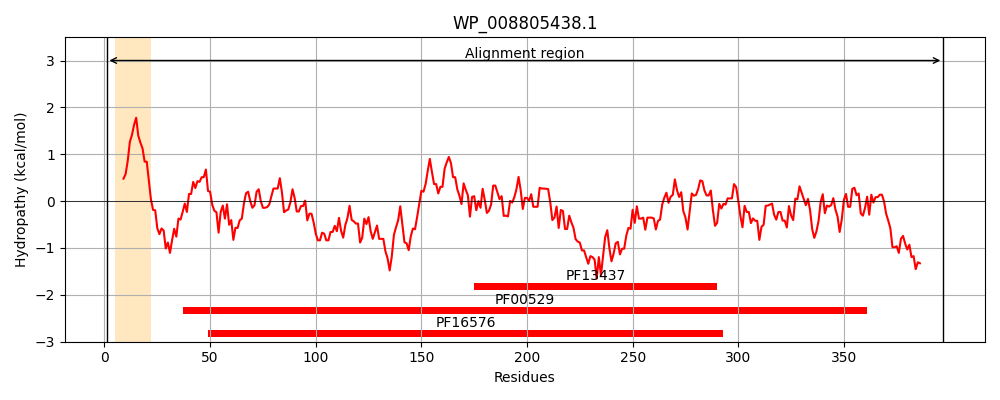 WP_008805438.1
Alignment region
Hydropathy (kcal/mol)
3
2
1
0
−1
−2
−3
PF13437
PF00529
PF16576
0 50 100 150 200 250 300 350
Residues